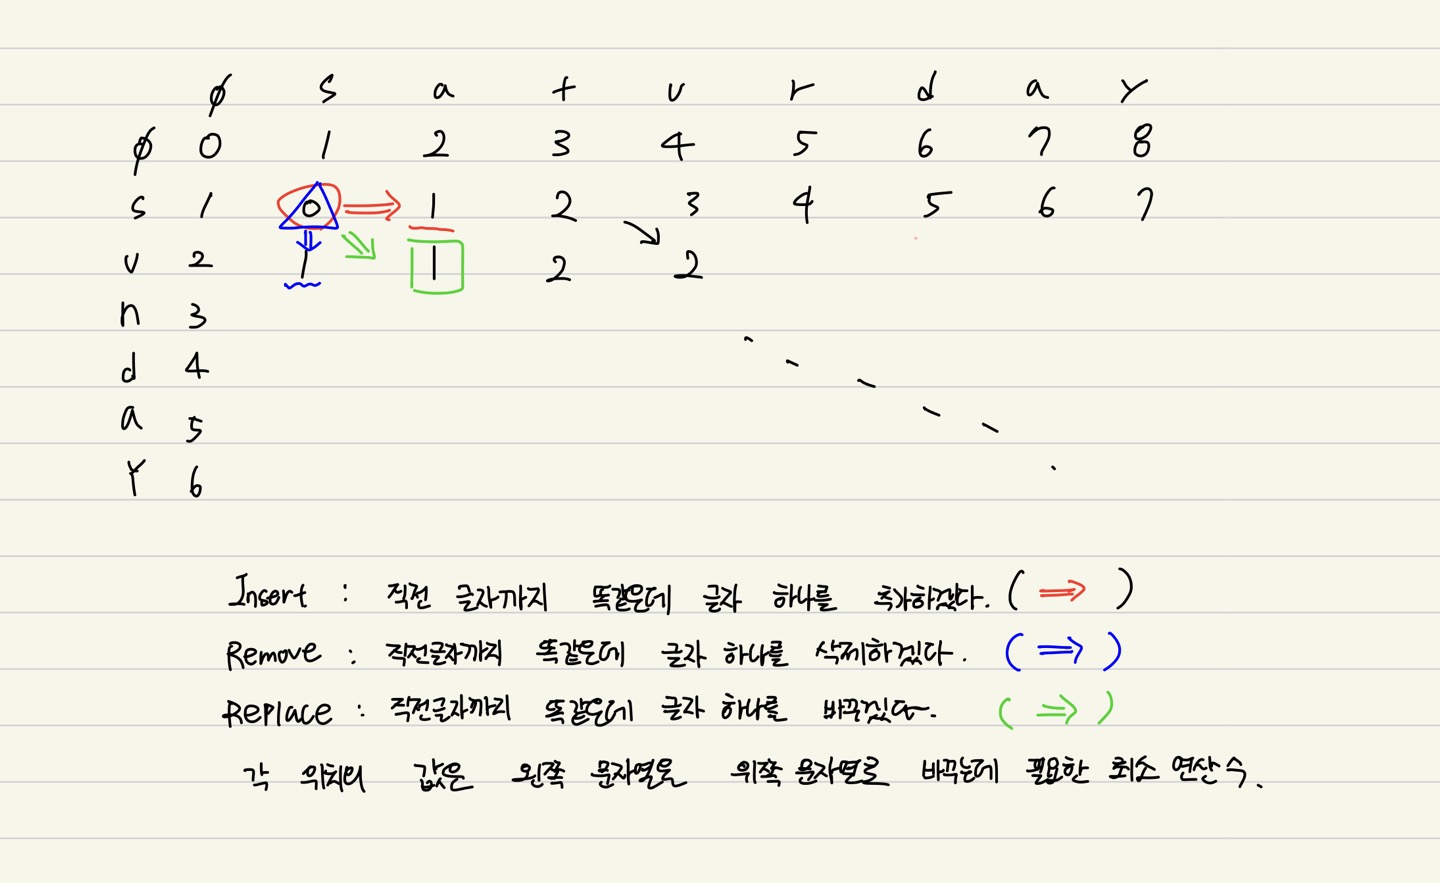 ø s a t u r d a y
ø 0 1 2 3 4 5 6 7 8
s 1 0 ⇒ 1 2 3 4 5 6 7
u 2 1 1 2 2
n 3
d 4
a 5
Y 6
Insert : 직전 글자까지 똑같은데 글자 하나를 추가하겠다. ( ⇒ )
Remove : 직전글자까지 똑같은데 글자 하나를 삭제하겠다. ( ⇒ )
Replace : 직전글자까지 똑같은데 글자 하나를 바꾸겠다. ( ⇒ )
각 위치의 값은 왼쪽 문자열을 위쪽 문자열로 바꾸는데 필요한 최소 연산 수.